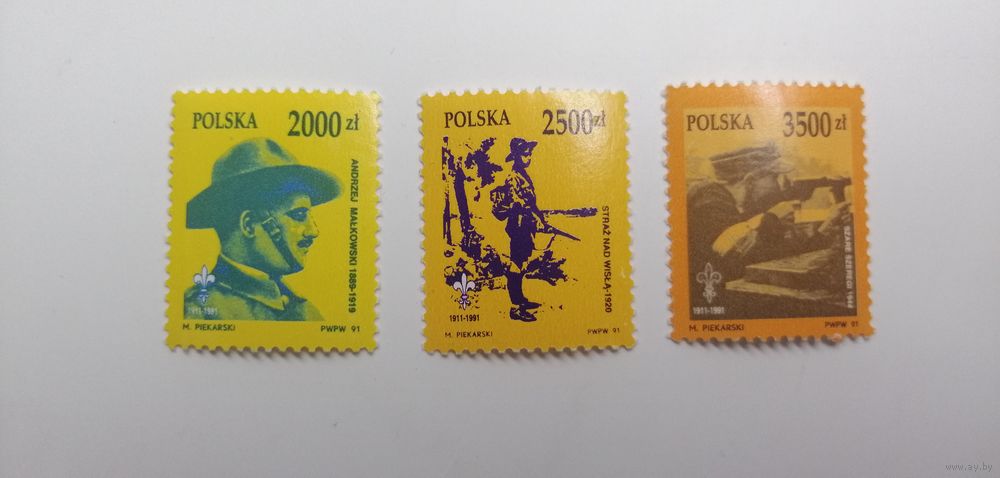 POLSKA 2000 zł
ANDRZEJ MAŁKOWSKI 1889-1919
1911-1991
M. PIEKARSKI PWPW 91
POLSKA 2500 zł
STRAŻ NAD WISŁĄ-1920
1911-1991
M. PIEKARSKI PWPW 91
POLSKA 3500 zł
SZARE SZEREGI 1944
1911-1991
M. PIEKARSKI PWPW 91
www.ay.by